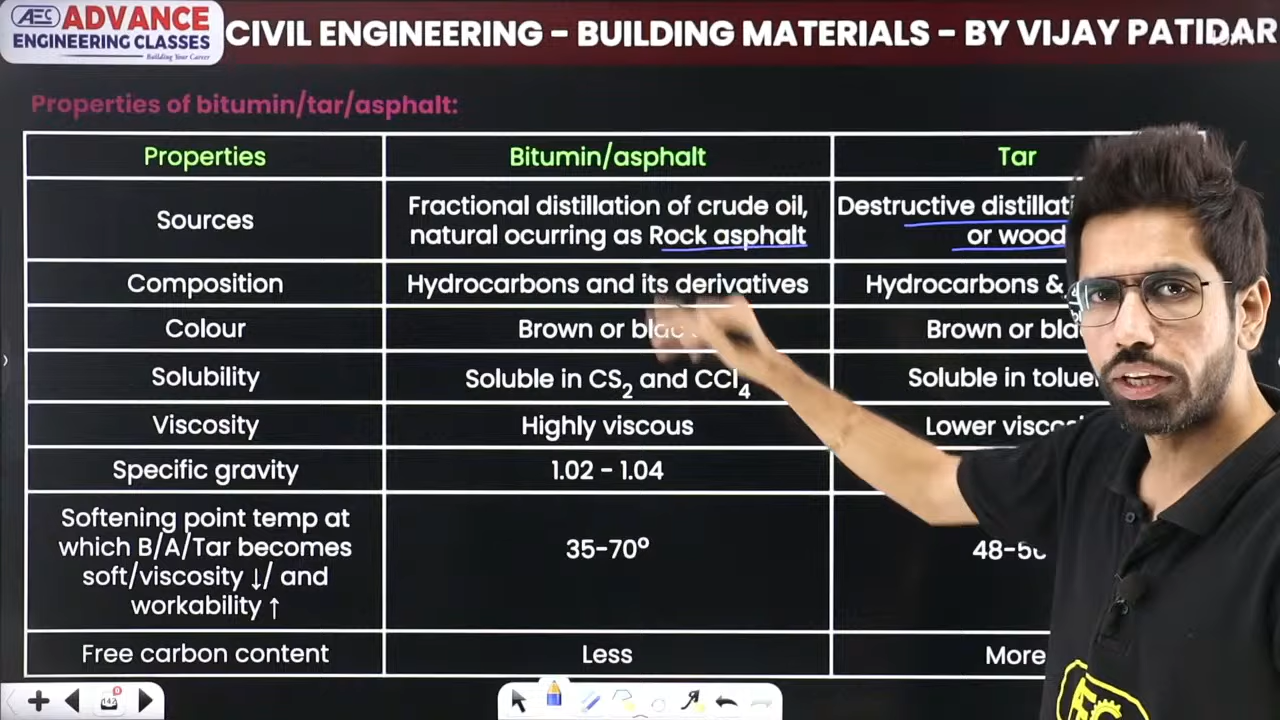 AEC ADVANCE
ENGINEERING CLASSES
Building Your Career
CIVIL ENGINEERING - BUILDING MATERIALS - BY VIJAY PATIDAR
Properties of bitumin/tar/asphalt:
Properties Bitumin/asphalt Tar
Sources Fractional distillation of crude oil, Destructive
natural ocurring as Rock asphalt or wood
Composition Hydrocarbons and its derivatives Hydrocarbons &
Colour Brown or Brown or
Solubility Soluble in CS2 and CCl4 Soluble in
Viscosity Highly viscous Lower
Specific gravity 1.02 - 1.04
Softening point temp at
which B/A/Tar becomes
soft/viscosity ↓/ and
workability ↑
35-70°
Free carbon content Less More